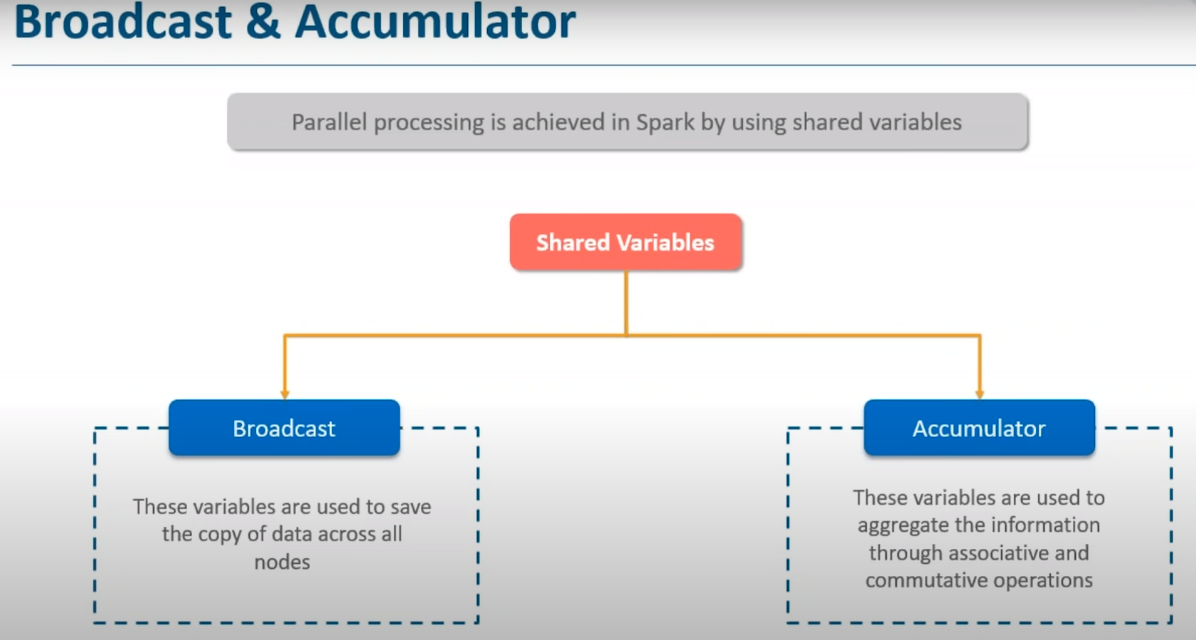 Broadcast & Accumulator
Parallel processing is achieved in Spark by using shared variables
Shared Variables
Broadcast
These variables are used to save
the copy of data across all
nodes
Accumulator
These variables are used to
aggregate the information
through associative and
commutative operations